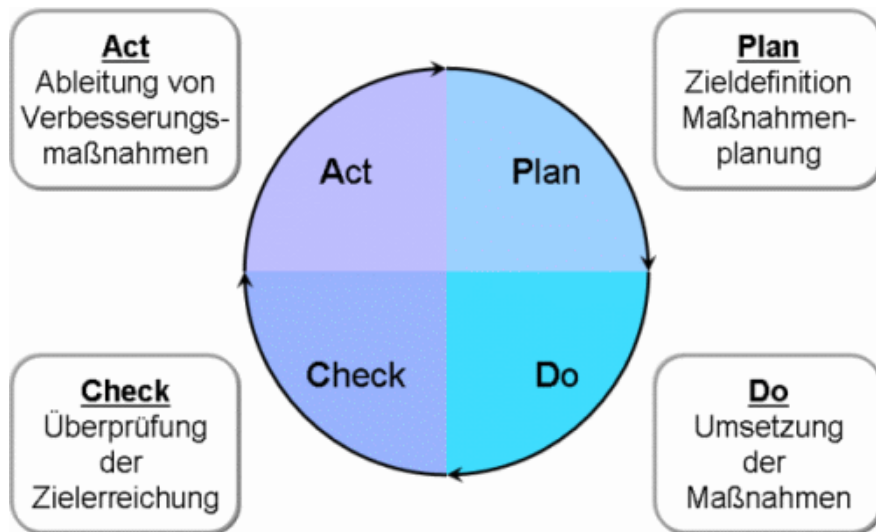 Act
Ableitung von
Verbesserungs-
maßnahmen
Plan
Zieldefinition
Maßnahmen-
planung
Act
Plan
Check
Do
Check
Überprüfung
der
Zielerreichung
Do
Umsetzung
der
Maßnahmen